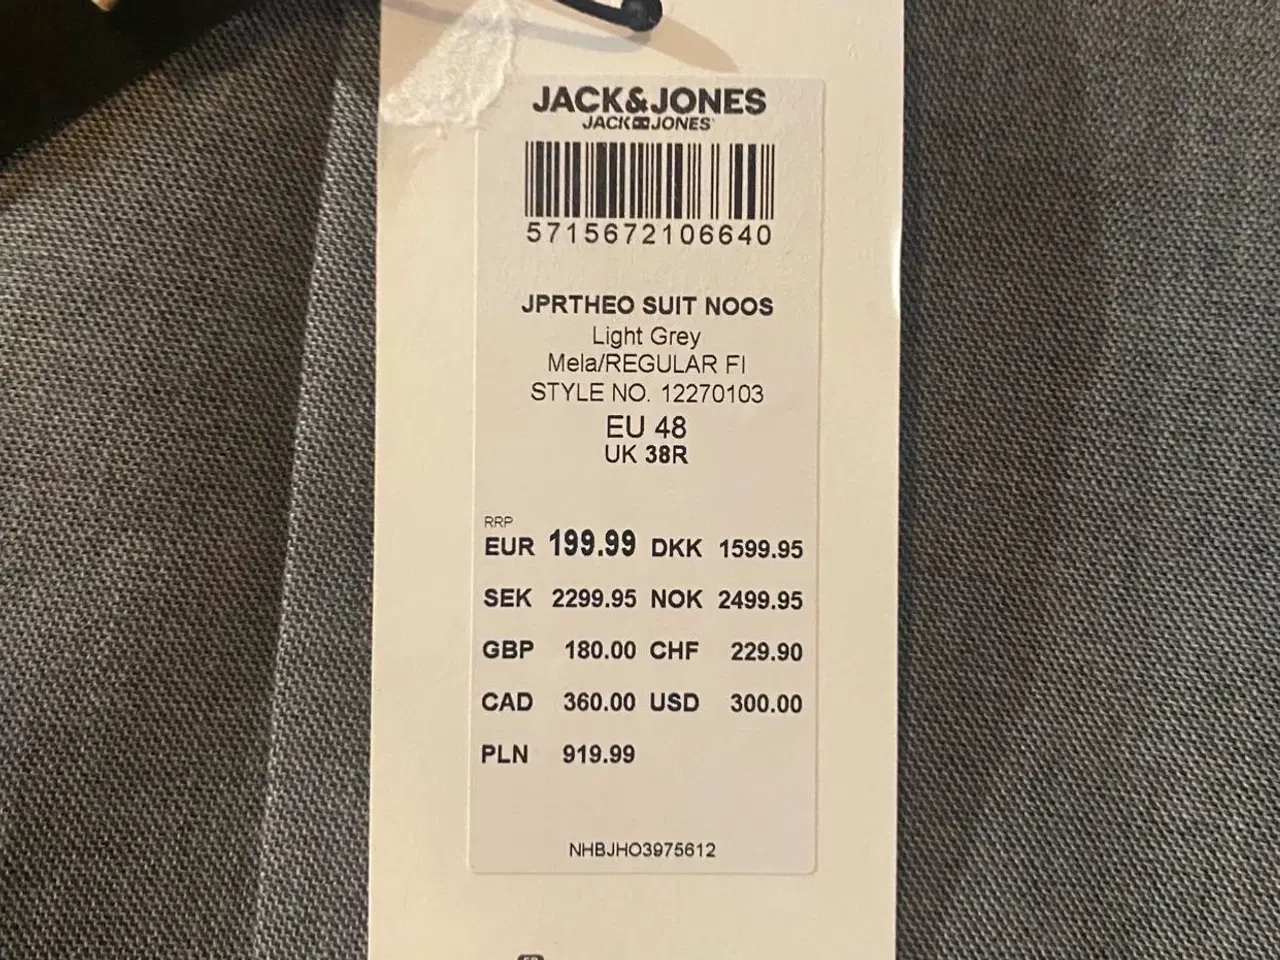 JACK&JONES
JACK JONES
5715672106640
JPRTHEO SUIT NOOS
Light Grey
Mela/REGULAR FI
STYLE NO. 12270103
EU 48
UK 38R
RRP
EUR 199.99 DKK 1599.95
SEK 2299.95 NOK 2499.95
GBP 180.00 CHF 229.90
CAD 360.00 USD 300.00
PLN 919.99
NHBJHO3975612